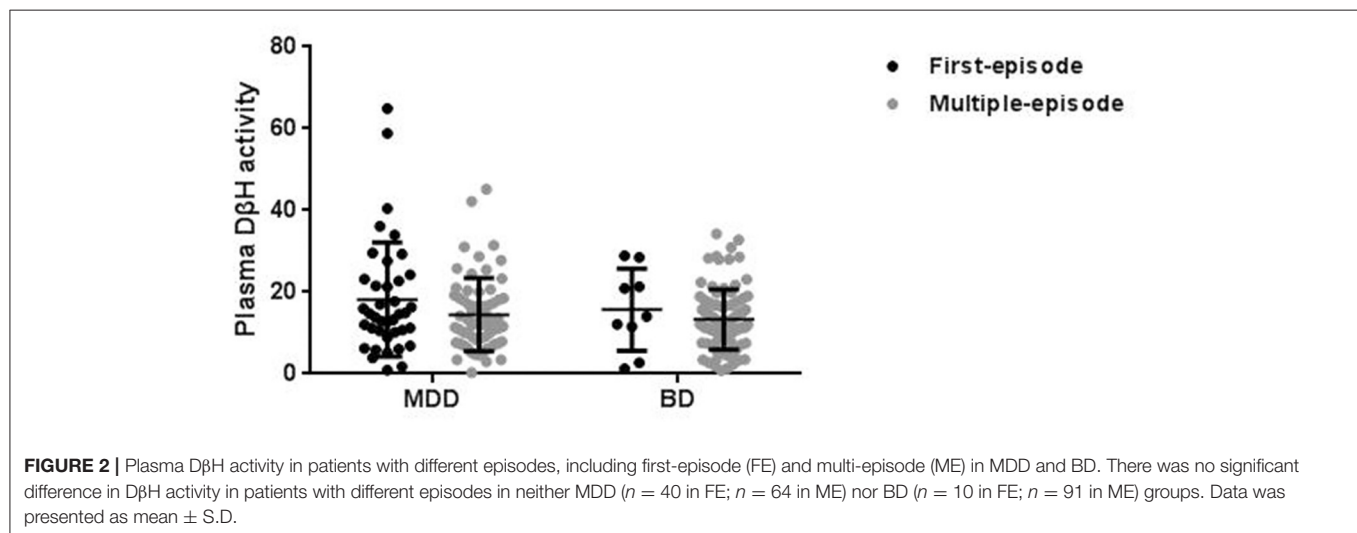 80
60
40
20
0
Plasma DβH activity
MDD
BD
First-episode
Multiple-episode
FIGURE 2 | Plasma DβH activity in patients with different episodes, including first-episode (FE) and multi-episode (ME) in MDD and BD. There was no significant
difference in DβH activity in patients with different episodes in neither MDD (n = 40 in FE; n = 64 in ME) nor BD (n = 10 in FE; n = 91 in ME) groups. Data was
presented as mean ± S.D.